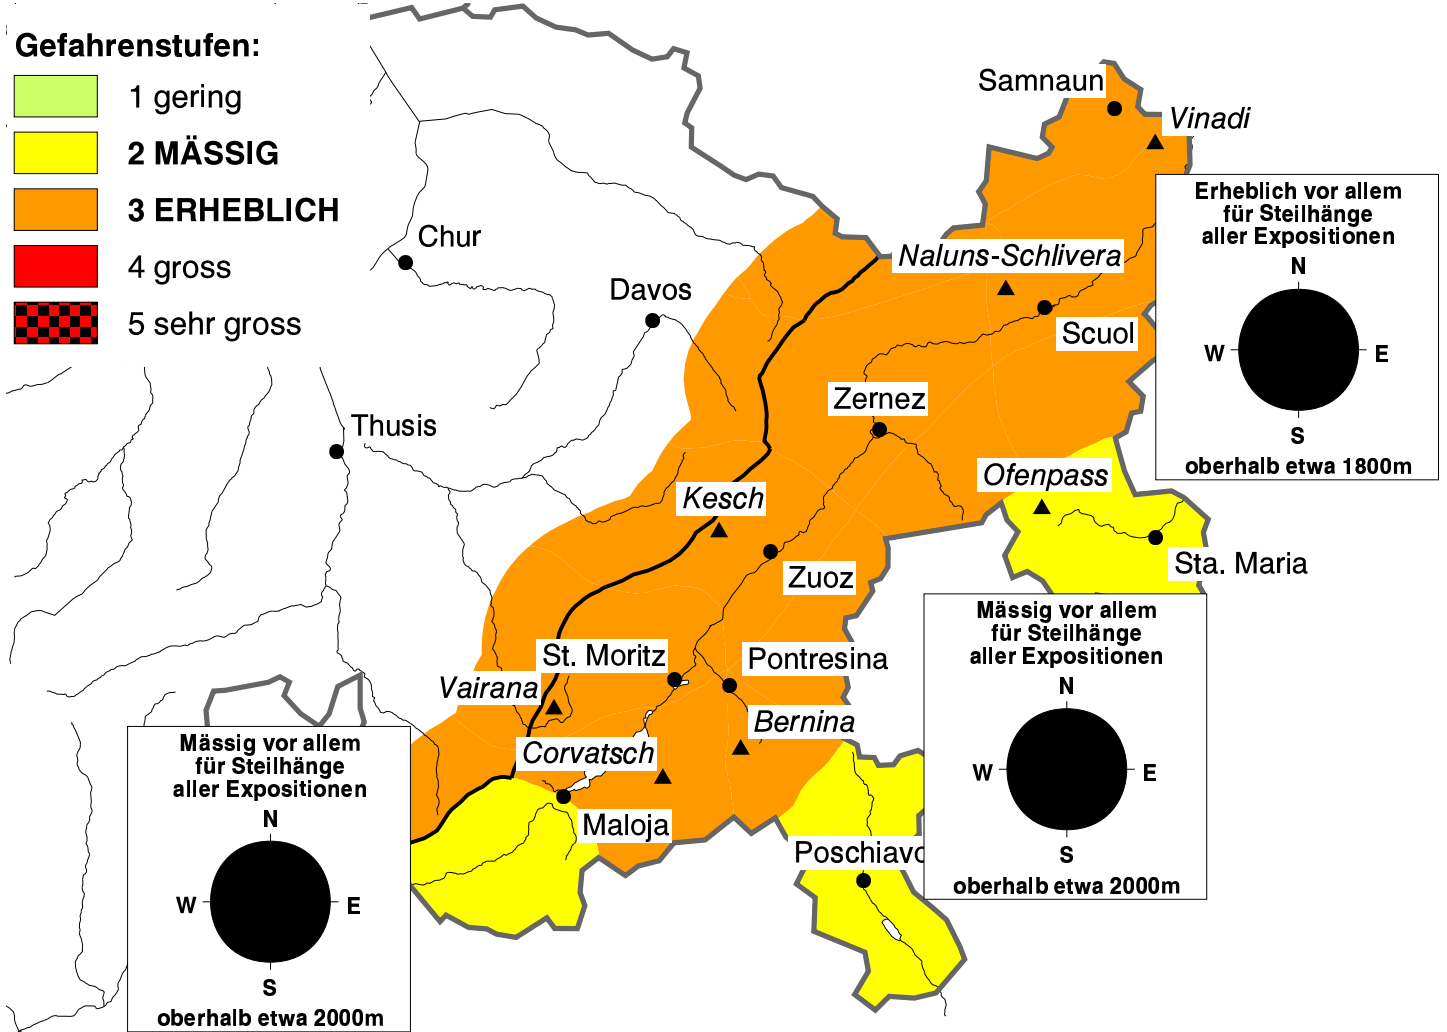 Gefahrenstufen:
1 gering
2 MÄSSIG
3 ERHEBLICH
4 gross
5 sehr gross
Samnaun
Vinadi
Erheblich vor allem
für Steilhänge
aller Expositionen
N
W
E
S
oberhalb etwa 1800m
Chur
Naluns-Schlivera
Davos
Scuol
Zernez
Thusis
Ofenpass
Kesch
Sta. Maria
Zuoz
Mässig vor allem
für Steilhänge
aller Expositionen
N
W
E
S
oberhalb etwa 2000m
St. Moritz
Pontresina
Vairana
Bernina
Corvatsch
Maloja
Poschiavo
Mässig vor allem
für Steilhänge
aller Expositionen
N
W
E
S
oberhalb etwa 2000m